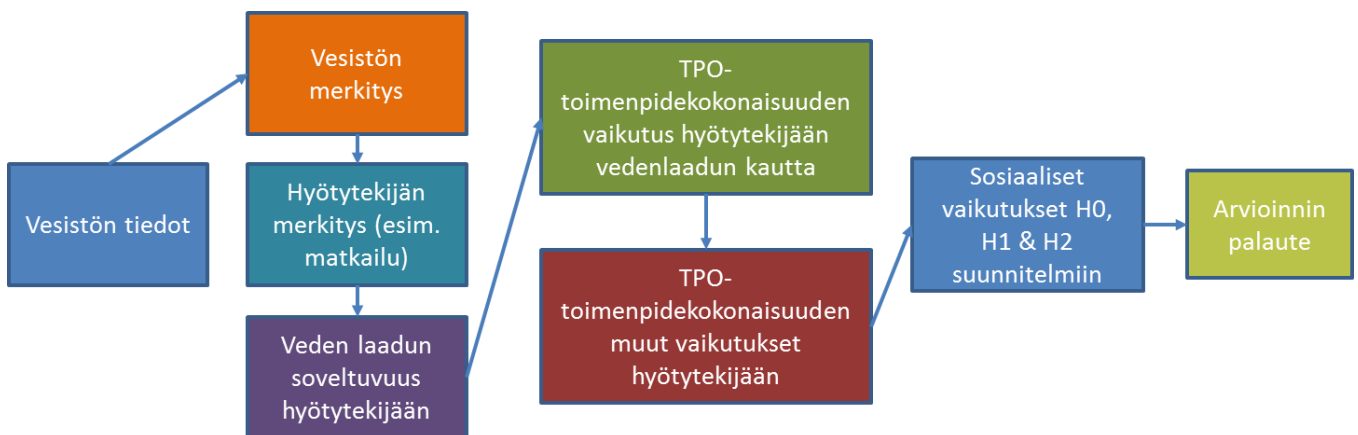 Vesistön tiedot
Vesistön
merkitys
Hyötytekijän
merkitys (esim.
matkailu)
Veden laadun
soveltuvuus
hyötytekijään
TPO-
toimenpidekokonaisuuden
vaikutus hyötytekijään
vedenlaadun kautta
TPO-
toimenpidekokonaisuuden
muut vaikutukset
hyötytekijään
Sosiaaliset
vaikutukset H0,
H1 & H2
suunnitelmiin
Arvioinnin
palaute